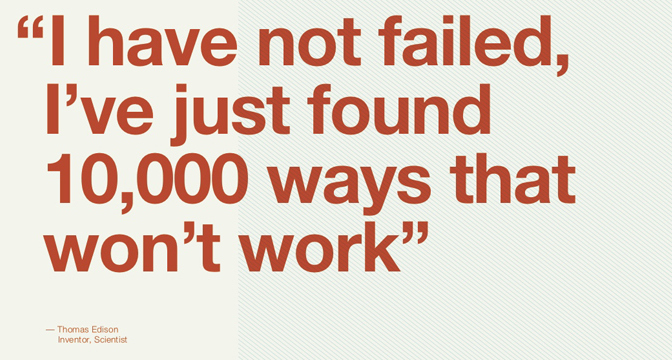 “I have not failed,
I’ve just found
10,000 ways that
won’t work”
— Thomas Edison
Inventor, Scientist